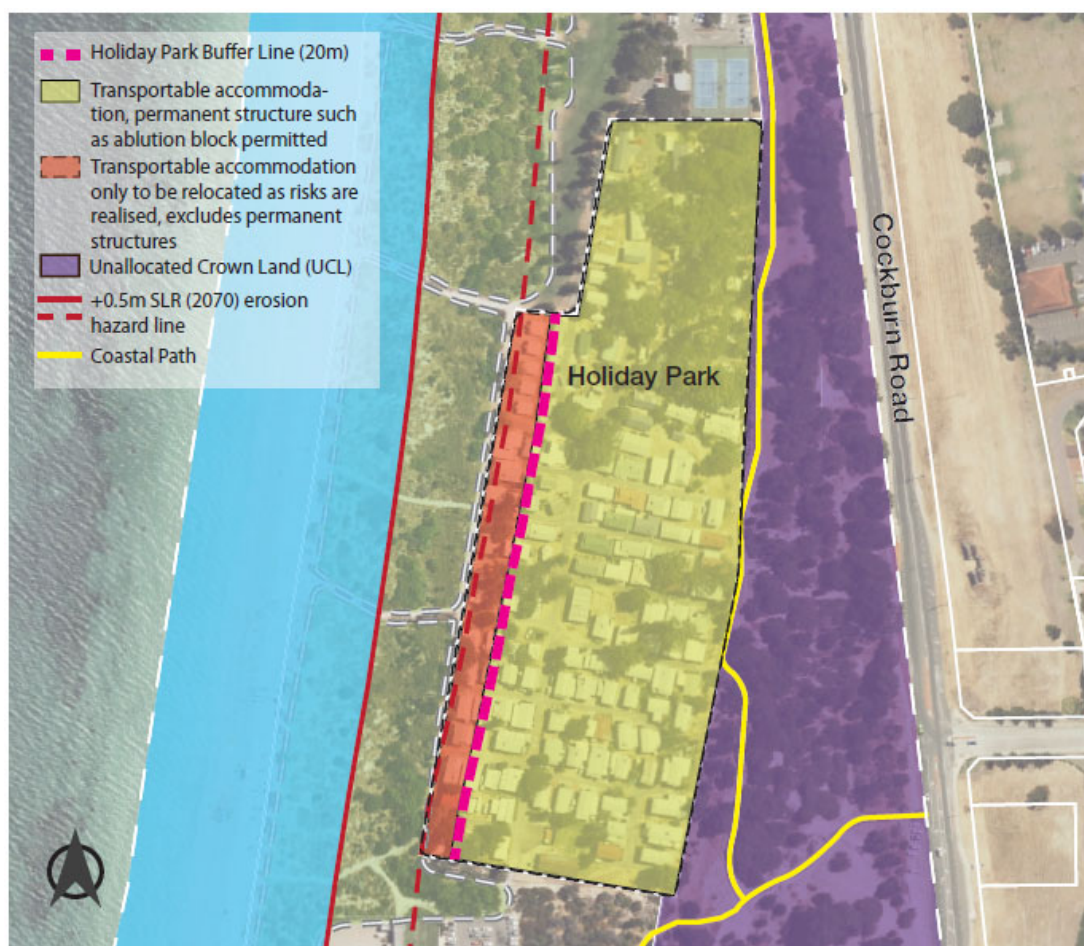 Holiday Park Buffer Line (20m)
Transportable accommoda-
tion, permanent structure such
as ablution block permitted
Transportable accommodation
only to be relocated as risks are
realised, excludes permanent
structures
Unallocated Crown Land (UCL)
+0.5m SLR (2070) erosion
hazard line
Coastal Path
Holiday Park
Cockburn Road